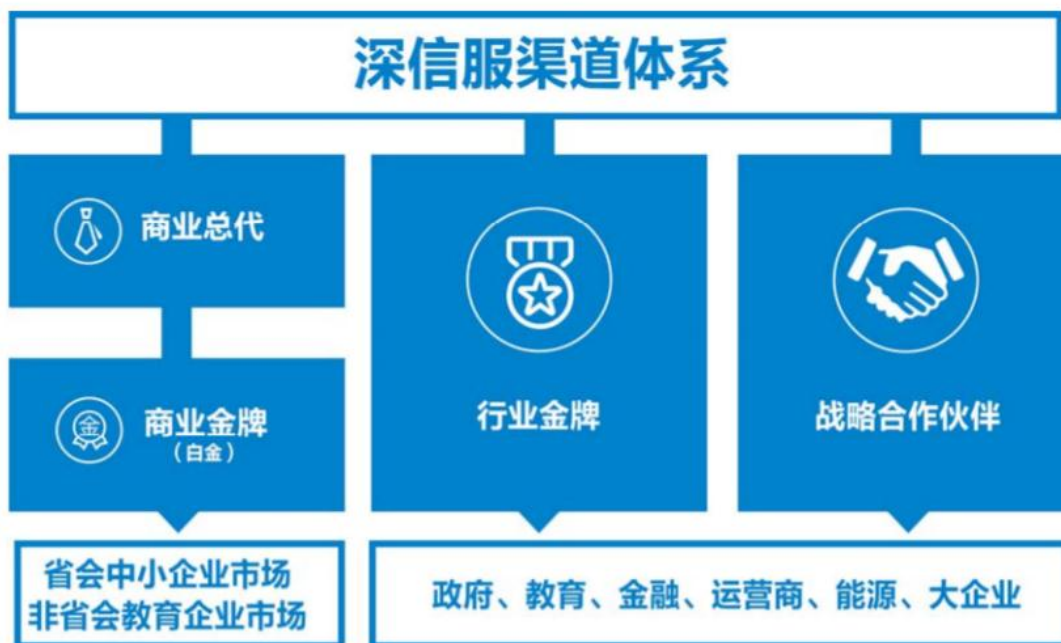 深信服渠道体系
商业总代
金
商业金牌
（白金）
行业金牌
战略合作伙伴
省会中小企业市场
非省会教育企业市场
政府、教育、金融、运营商、能源、大企业